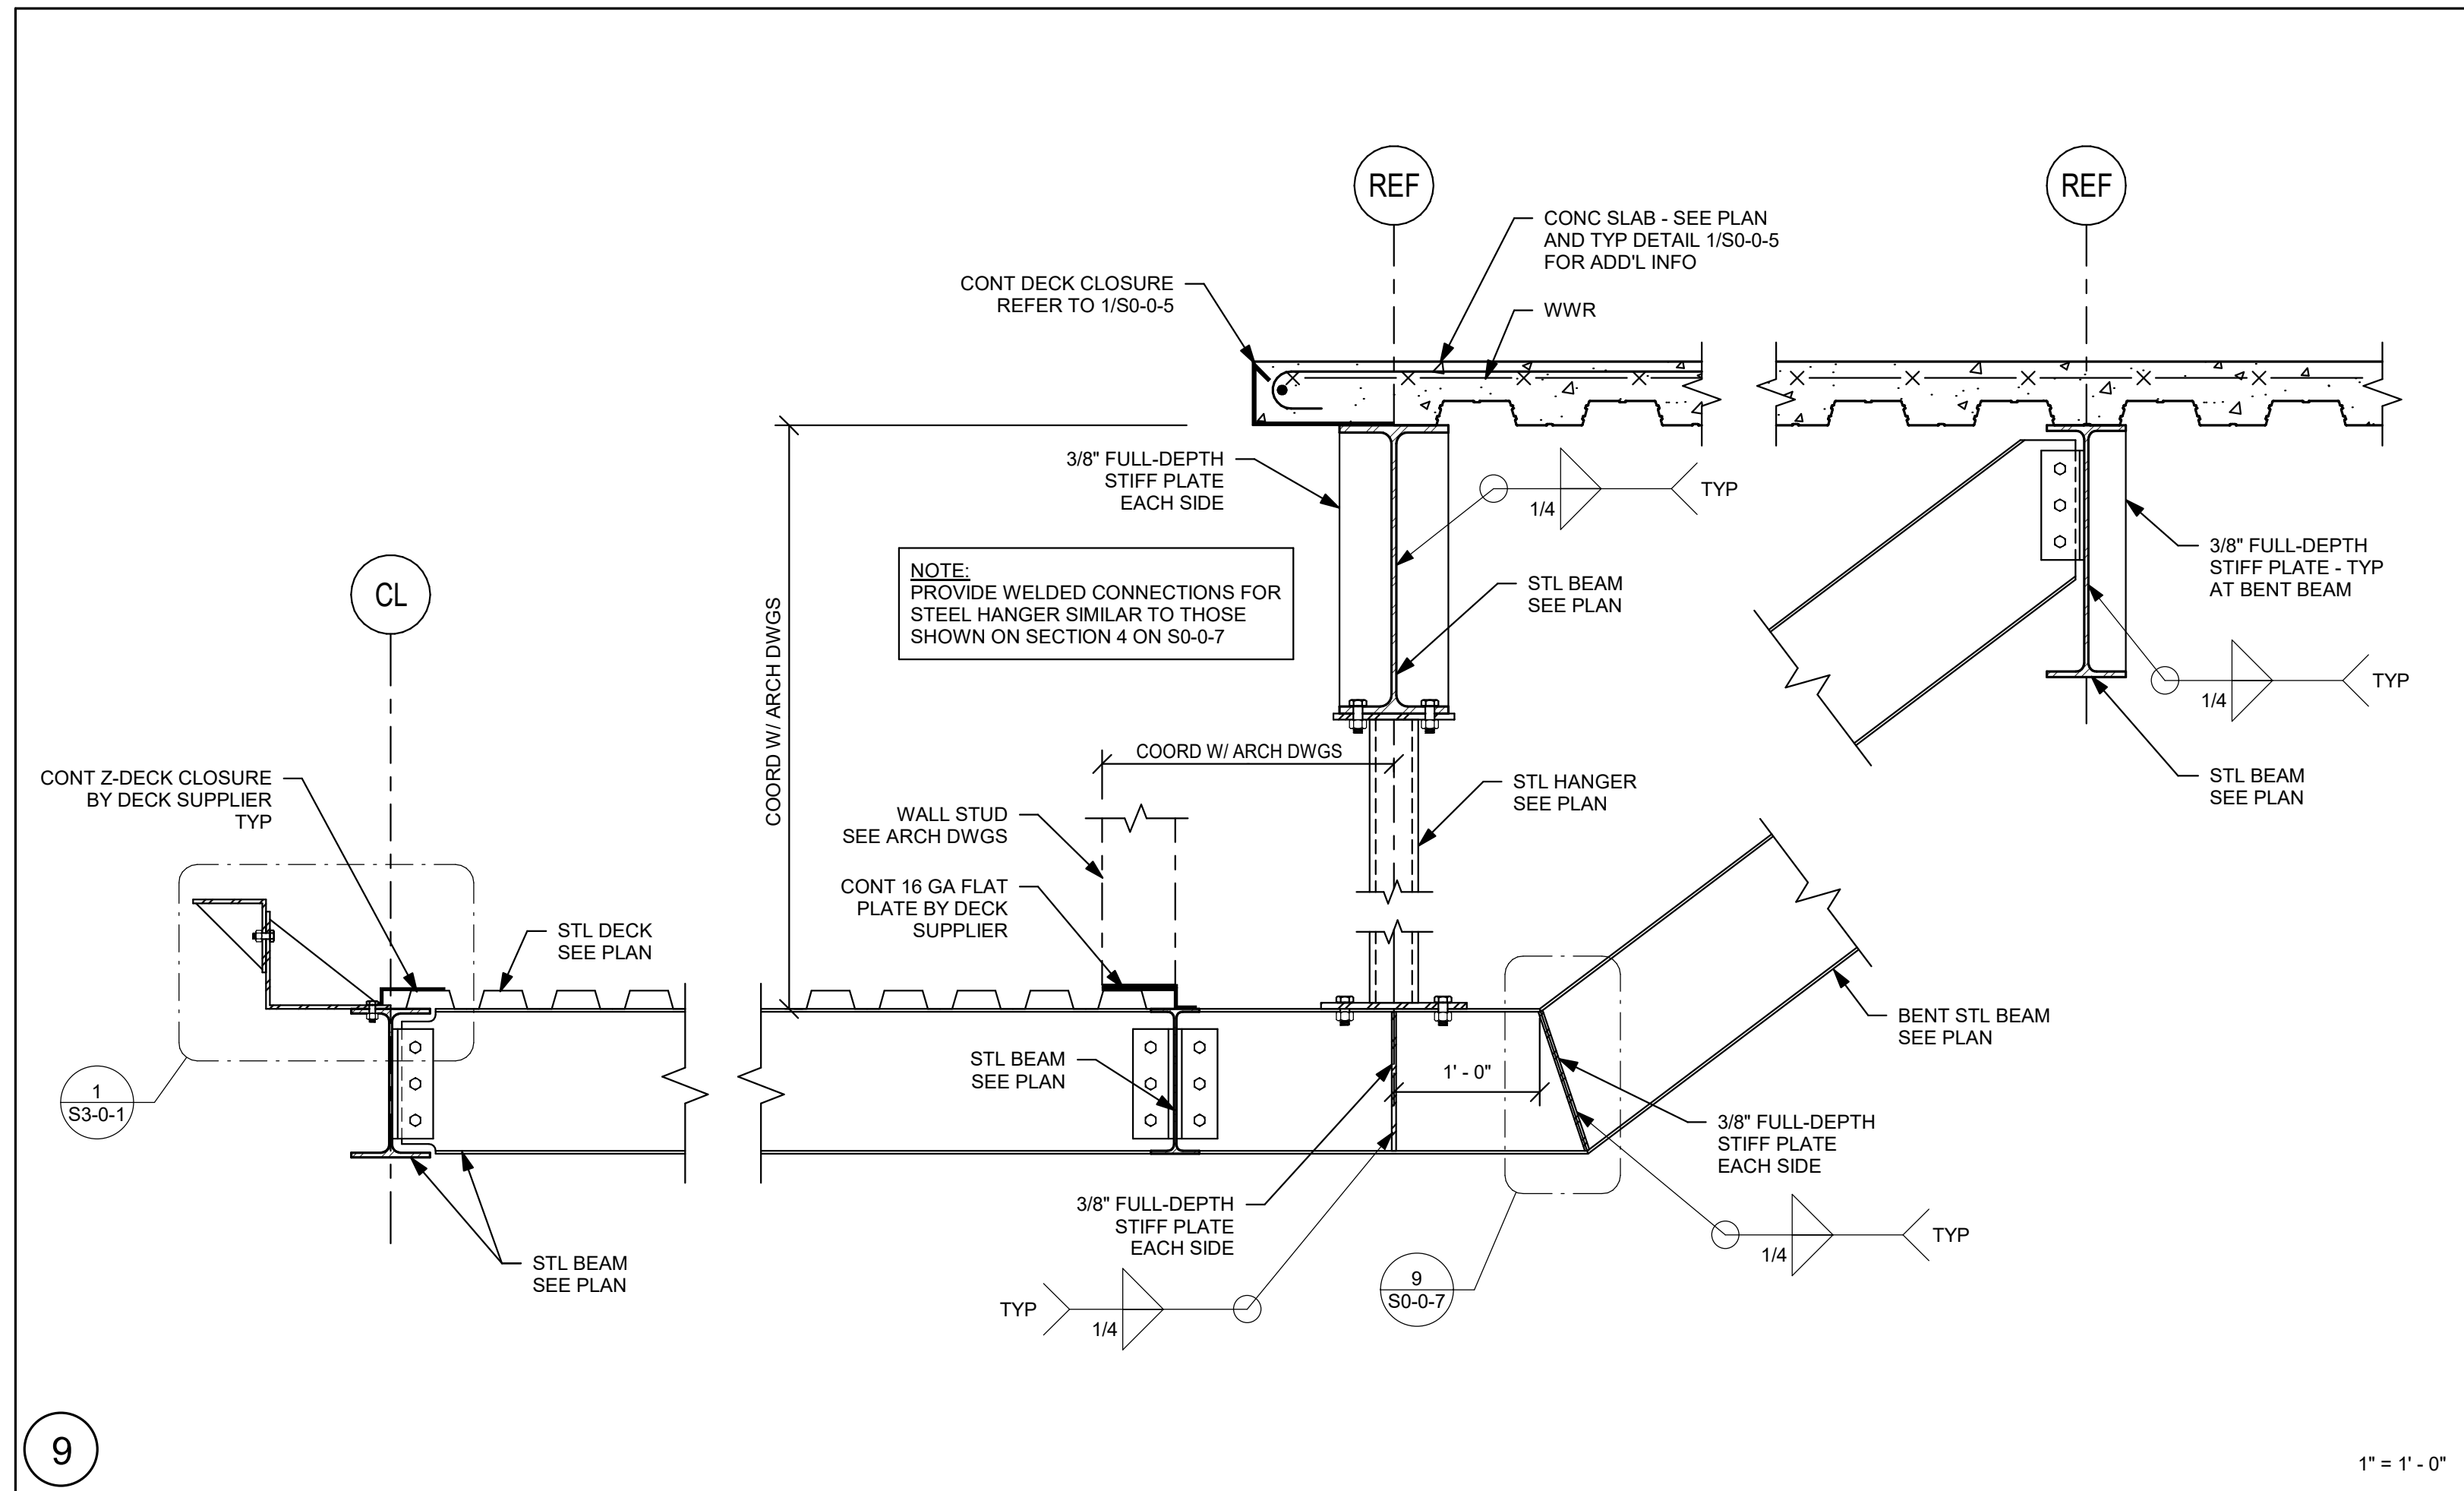 REF
REF
CONC SLAB - SEE PLAN
AND TYP DETAIL 1/S0-0-5
FOR ADD'L INFO
CONT DECK CLOSURE
REFER TO 1/S0-0-5
WWR
3/8" FULL-DEPTH
STIFF PLATE
EACH SIDE
1/4
TYP
3/8" FULL-DEPTH
STIFF PLATE - TYP
AT BENT BEAM
NOTE:
PROVIDE WELDED CONNECTIONS FOR
STEEL HANGER SIMILAR TO THOSE
SHOWN ON SECTION 4 ON S0-0-7
STL BEAM
SEE PLAN
CL
COORD W/ ARCH DWGS
1/4
TYP
COORD W/ ARCH DWGS
STL BEAM
SEE PLAN
CONT Z-DECK CLOSURE
BY DECK SUPPLIER
TYP
STL HANGER
SEE PLAN
WALL STUD
SEE ARCH DWGS
CONT 16 GA FLAT
PLATE BY DECK
SUPPLIER
STL DECK
SEE PLAN
BENT STL BEAM
SEE PLAN
STL BEAM
SEE PLAN
1' - 0"
1
S3-0-1
3/8" FULL-DEPTH
STIFF PLATE
EACH SIDE
3/8" FULL-DEPTH
STIFF PLATE
EACH SIDE
1/4
TYP
STL BEAM
SEE PLAN
9
S0-0-7
TYP
1/4
9
1" = 1' - 0"